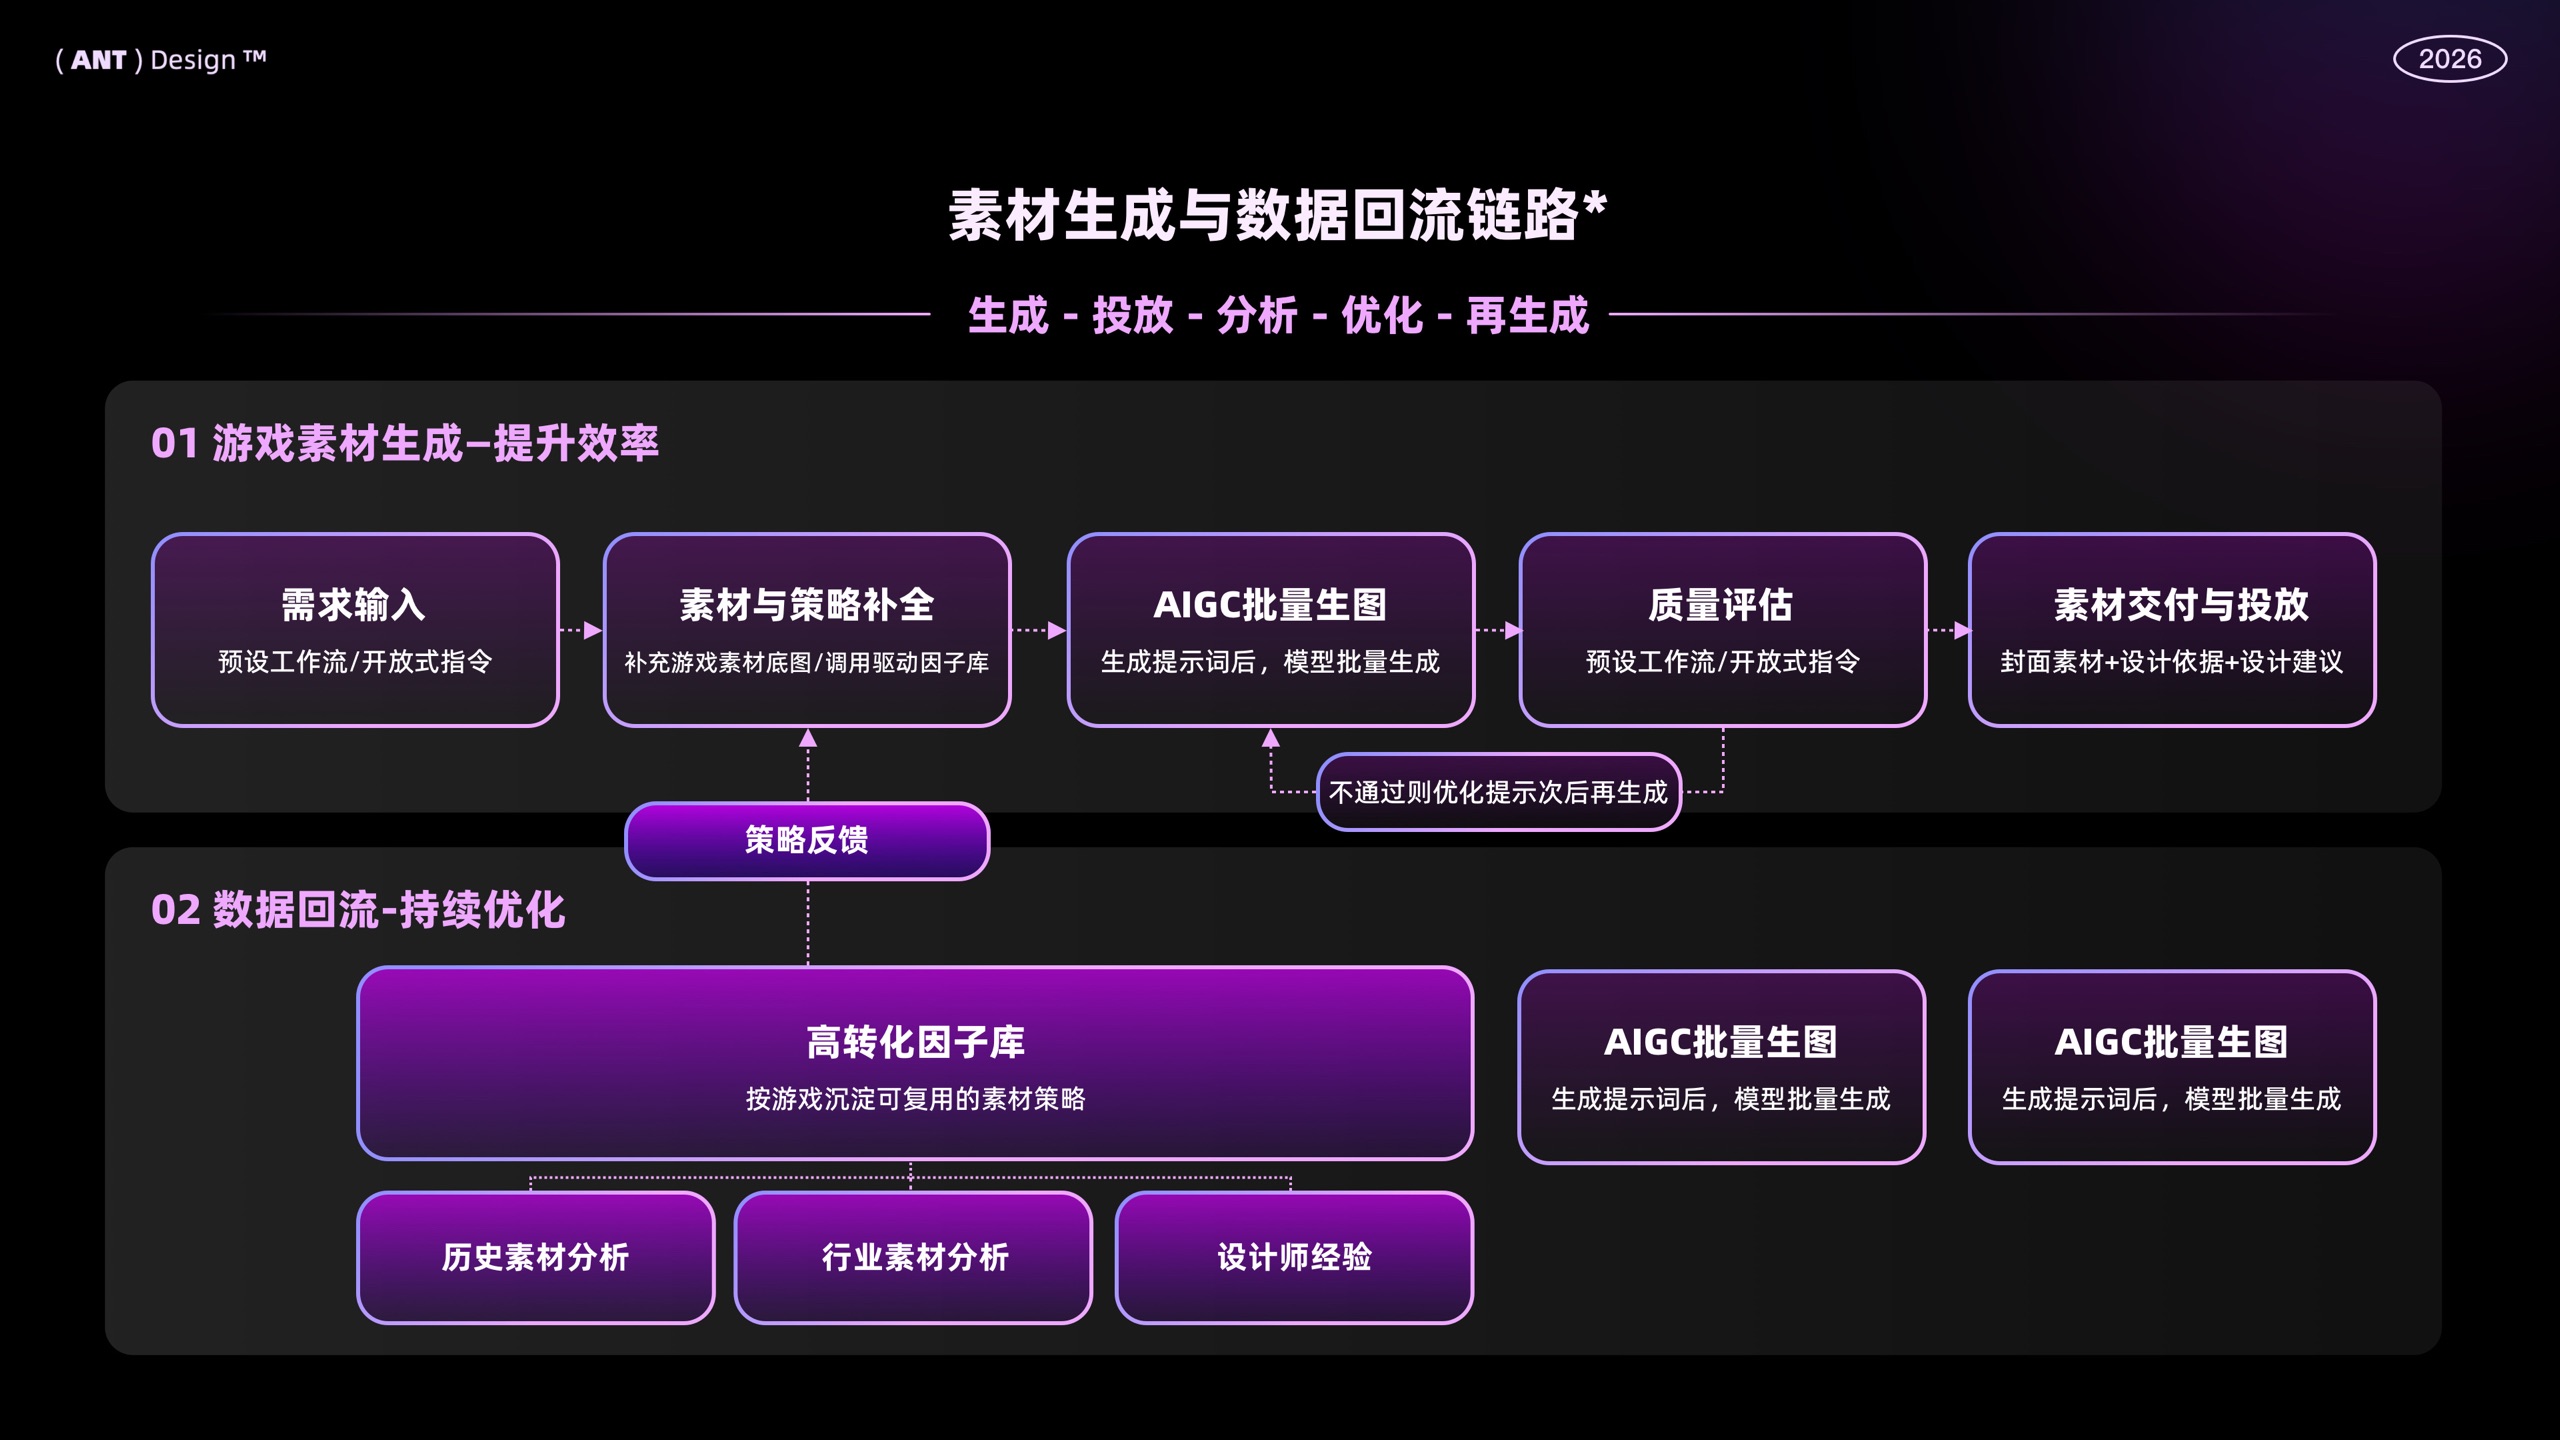 ( ANT ) Design ™
2026
素材生成与数据回流链路*
生成 - 投放 - 分析 - 优化 - 再生成
01 游戏素材生成–提升效率
需求输入
预设工作流/开放式指令
素材与策略补全
补充游戏素材底图/调用驱动因子库
AIGC批量生图
生成提示词后，模型批量生成
质量评估
预设工作流/开放式指令
素材交付与投放
封面素材+设计依据+设计建议
不通过则优化提示次后再生成
策略反馈
02 数据回流-持续优化
高转化因子库
按游戏沉淀可复用的素材策略
AIGC批量生图
生成提示词后，模型批量生成
AIGC批量生图
生成提示词后，模型批量生成
历史素材分析
行业素材分析
设计师经验